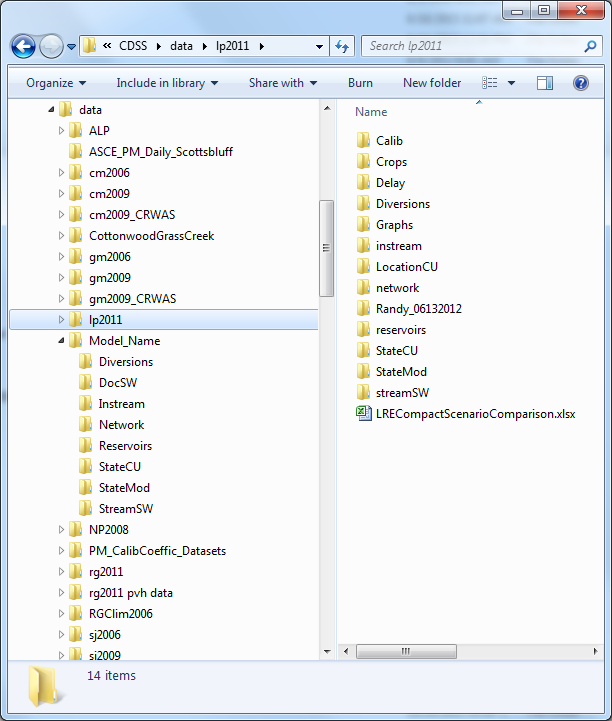 « CDSS data lp2011 Search lp2011
Organize Include in library Share with Burn New folder
data
ALP
ASCE_PM_Daily_Scottsbluff
cm2006
cm2009
cm2009_CRWAS
CottonwoodGrassCreek
gm2006
gm2009
gm2009_CRWAS
lp2011
Model_Name
Diversions
DocSW
Instream
Network
Reservoirs
StateCU
StateMod
StreamSW
NP2008
PM_CalibCoeffic_Datasets
rg2011
rg2011 pvh data
RGClim2006
sj2006
sj2009
Name
Calib
Crops
Delay
Diversions
Graphs
instream
LocationCU
network
Randy_06132012
reservoirs
StateCU
StateMod
streamSW
LRECompactScenarioComparison.xlsx
14 items